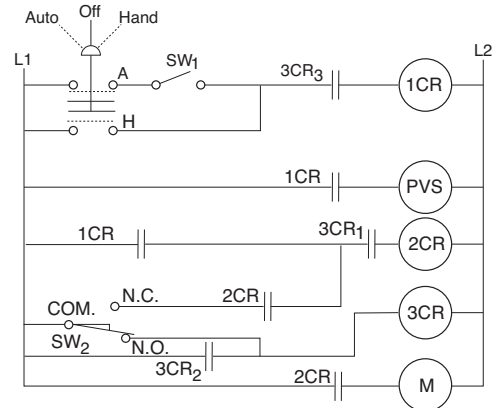 Off
Auto Hand
L1 L2
A SW1 3CR3 1CR
H
1CR PVS
1CR 3CR1 2CR
N.C. 2CR
COM. 3CR
SW2 N.O.
3CR2 2CR M